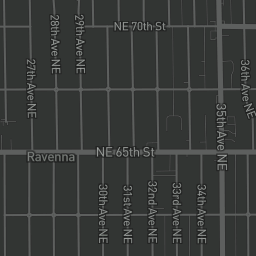 NE 70th St
28th Ave NE
29th Ave NE
27th Ave NE
36th Ave NE
35th Ave NE
NE 65th St
Ravenna
30th Ave NE
31st Ave NE
32nd Ave NE
33rd Ave NE
34th Ave NE